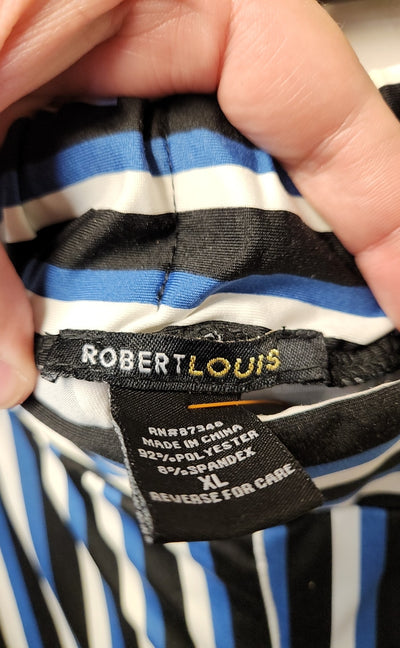 ROBERTLOUIS
RN#87348
MADE IN CHINA
92%POLYESTER
8%SPANDEX
XL
REVERSE FOR CARE